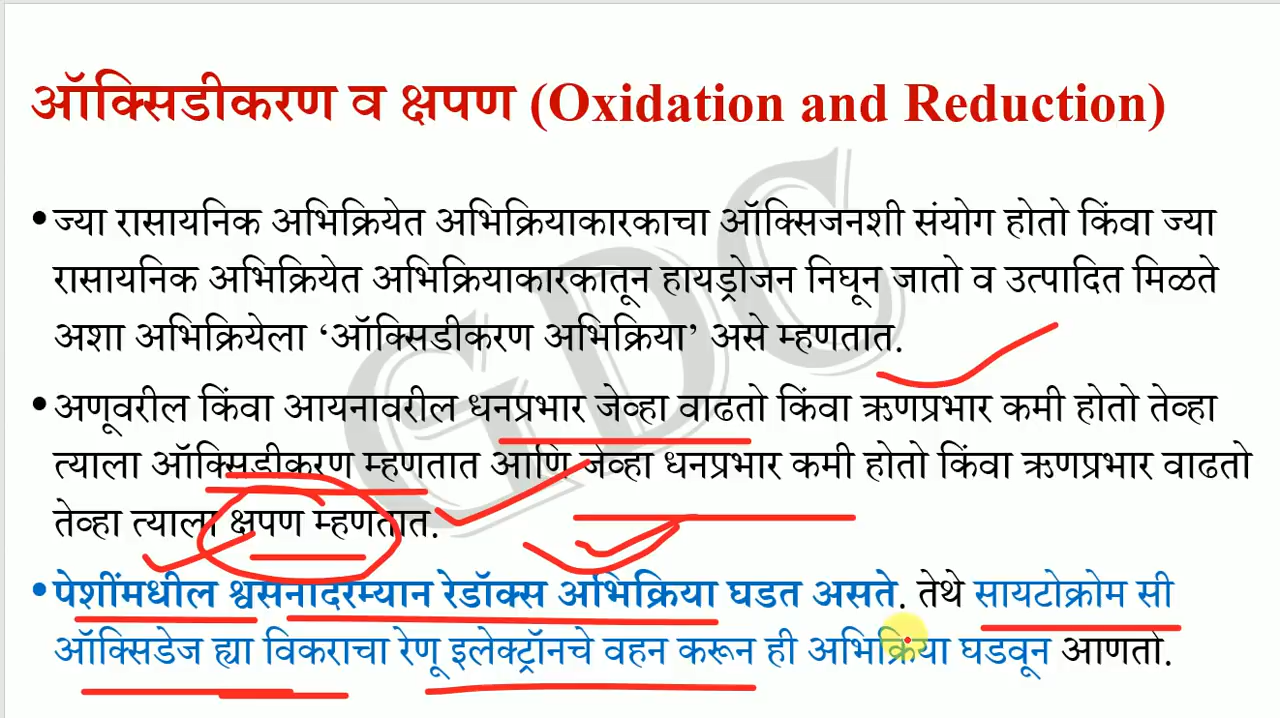 ऑक्सिडीकरण व क्षपण (Oxidation and Reduction)
• ज्या रासायनिक अभिक्रियेत अभिक्रियाकारकाचा ऑक्सिजनशी संयोग होतो किंवा ज्या
रासायनिक अभिक्रियेत अभिक्रियाकारकातून हायड्रोजन निघून जातो व उत्पादित मिळते
अशा अभिक्रियेला ‘ऑक्सिडीकरण अभिक्रिया’ असे म्हणतात.
• अणूवरील किंवा आयनावरील धनप्रभार जेव्हा वाढतो किंवा ऋणप्रभार कमी होतो तेव्हा
त्याला ऑक्सिडीकरण म्हणतात आणि जेव्हा धनप्रभार कमी होतो किंवा ऋणप्रभार वाढतो
तेव्हा त्याला क्षपण म्हणतात.
• पेशींमधील श्वसनादरम्यान रेडॉक्स अभिक्रिया घडत असते. तेथे सायटोक्रोम सी
ऑक्सिडेज ह्या विकराचा रेणू इलेक्ट्रॉनचे वहन करून ही अभिक्रिया घडवून आणतो.
GDC